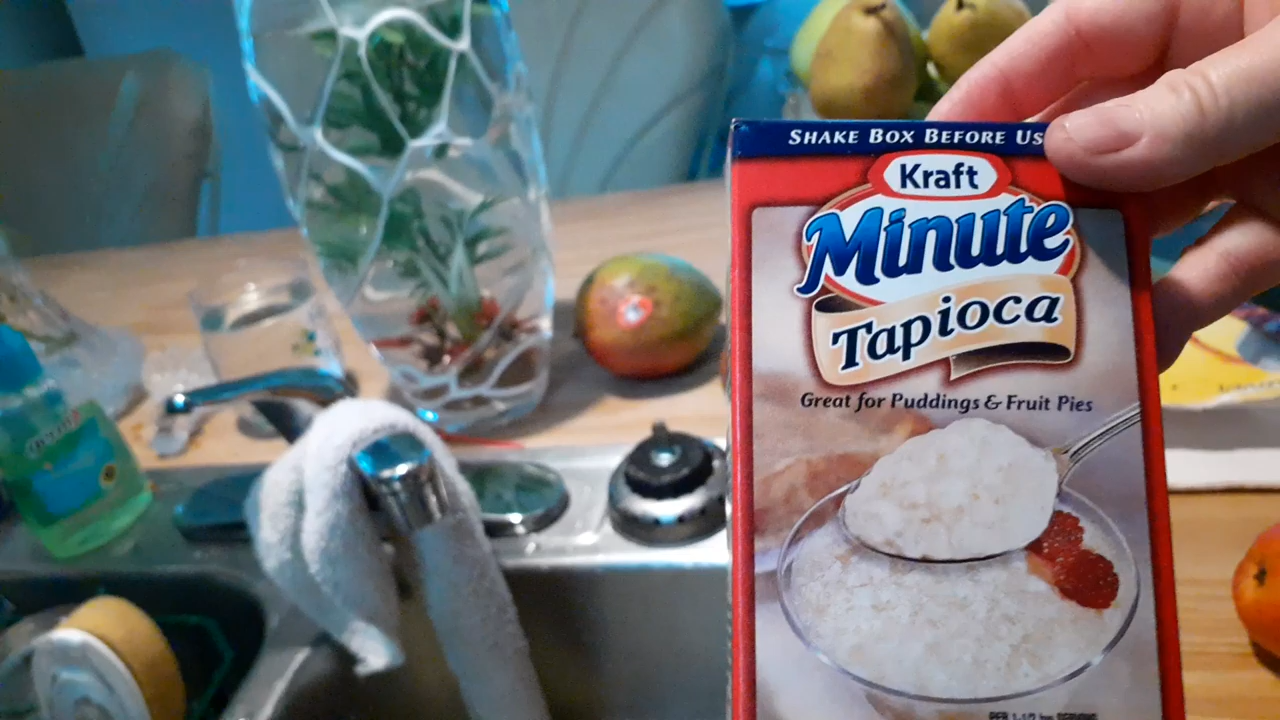 SHAKE BOX BEFORE US
Kraft
Minute
Tapioca
Great for Puddings & Fruit Pies